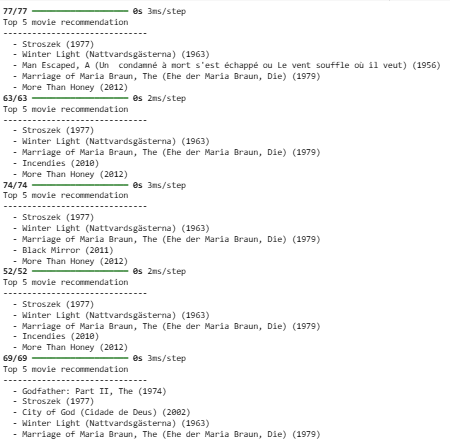 77/77 ━━━━━━━━━━━━━━━━━━━━ 0s 3ms/step
Top 5 movie recommendation
------------------------------
- Stroszek (1977)
- Winter Light (Nattvardsgästerna) (1963)
- Man Escaped, A (Un  condamné à mort s'est échappé ou Le vent souffle où il veut) (1956)
- Marriage of Maria Braun, The (Ehe der Maria Braun, Die) (1979)
- More Than Honey (2012)
63/63 ━━━━━━━━━━━━━━━━━━━━ 0s 2ms/step
Top 5 movie recommendation
------------------------------
- Stroszek (1977)
- Winter Light (Nattvardsgästerna) (1963)
- Marriage of Maria Braun, The (Ehe der Maria Braun, Die) (1979)
- Incendies (2010)
- More Than Honey (2012)
74/74 ━━━━━━━━━━━━━━━━━━━━ 0s 3ms/step
Top 5 movie recommendation
------------------------------
- Stroszek (1977)
- Winter Light (Nattvardsgästerna) (1963)
- Marriage of Maria Braun, The (Ehe der Maria Braun, Die) (1979)
- Black Mirror (2011)
- More Than Honey (2012)
52/52 ━━━━━━━━━━━━━━━━━━━━ 0s 2ms/step
Top 5 movie recommendation
------------------------------
- Stroszek (1977)
- Winter Light (Nattvardsgästerna) (1963)
- Marriage of Maria Braun, The (Ehe der Maria Braun, Die) (1979)
- Incendies (2010)
- More Than Honey (2012)
69/69 ━━━━━━━━━━━━━━━━━━━━ 0s 3ms/step
Top 5 movie recommendation
------------------------------
- Godfather: Part II, The (1974)
- Stroszek (1977)
- City of God (Cidade de Deus) (2002)
- Winter Light (Nattvardsgästerna) (1963)
- Marriage of Maria Braun, The (Ehe der Maria Braun, Die) (1979)